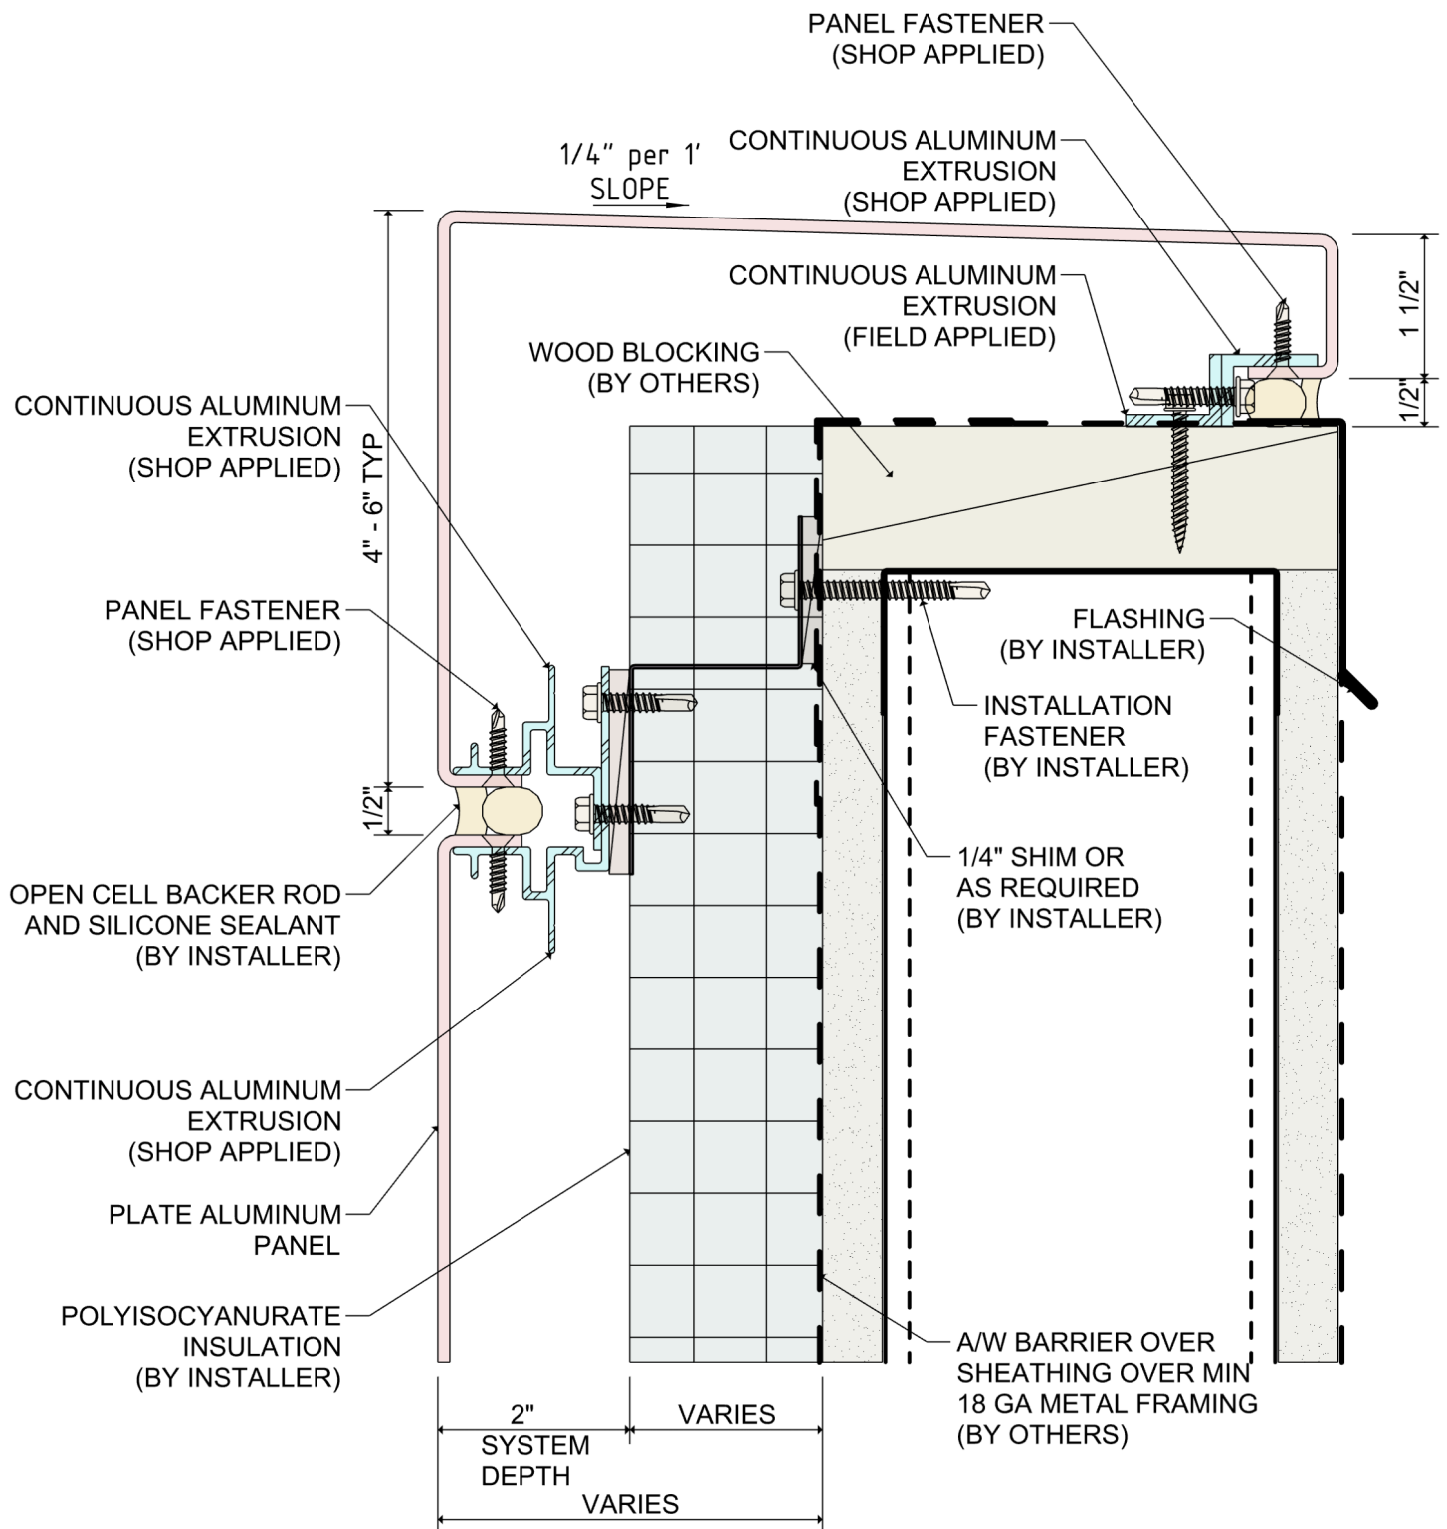 PANEL FASTENER
(SHOP APPLIED)
1/4" per 1'
SLOPE
CONTINUOUS ALUMINUM
EXTRUSION
(SHOP APPLIED)
CONTINUOUS ALUMINUM
EXTRUSION
(FIELD APPLIED)
1 1/2"
1/2"
WOOD BLOCKING
(BY OTHERS)
CONTINUOUS ALUMINUM
EXTRUSION
(SHOP APPLIED)
4" - 6" TYP
PANEL FASTENER
(SHOP APPLIED)
FLASHING
(BY INSTALLER)
INSTALLATION
FASTENER
(BY INSTALLER)
1/2"
1/4" SHIM OR
AS REQUIRED
(BY INSTALLER)
OPEN CELL BACKER ROD
AND SILICONE SEALANT
(BY INSTALLER)
CONTINUOUS ALUMINUM
EXTRUSION
(SHOP APPLIED)
PLATE ALUMINUM
PANEL
POLYISOCYANURATE
INSULATION
(BY INSTALLER)
A/W BARRIER OVER
SHEATHING OVER MIN
18 GA METAL FRAMING
(BY OTHERS)
2"
SYSTEM
DEPTH
VARIES
VARIES